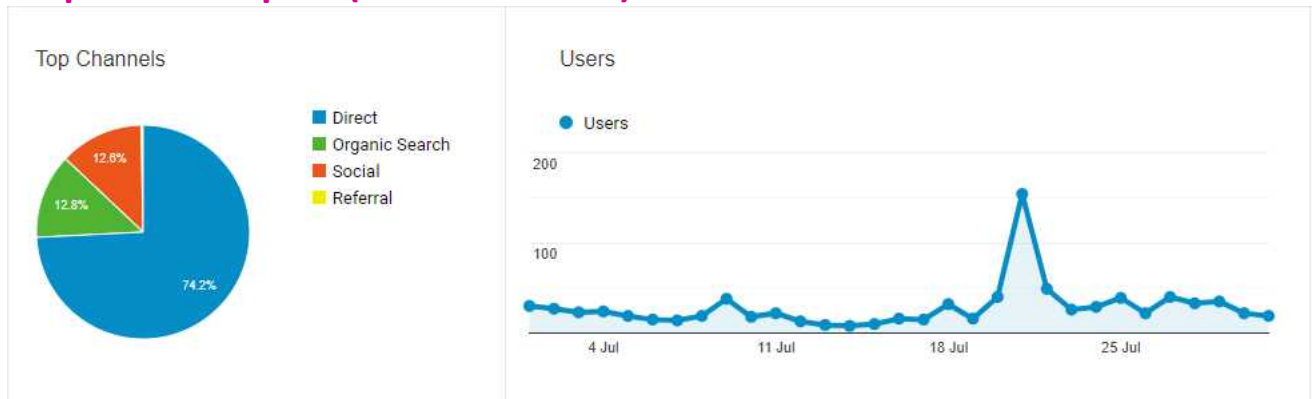 Top Channels
Direct
Organic Search
Social
Referral
12.6%
12.8%
74.2%
Users
Users
200
100
4 Jul
11 Jul
18 Jul
25 Jul